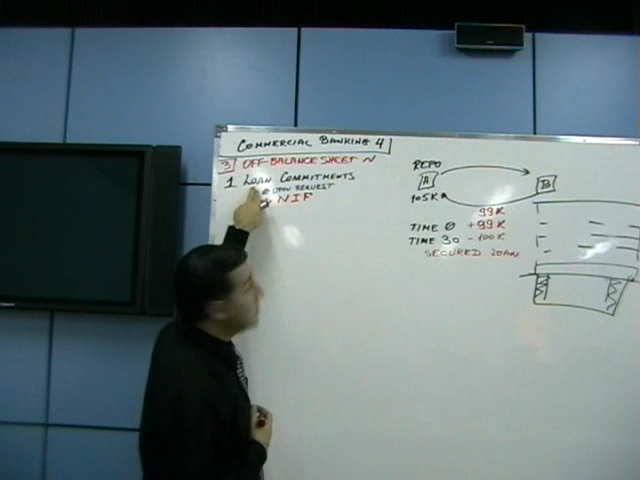 COMMERCIAL BANKING 4
3 OFF-BALANCE SHEET N
1 LOAN COMMITMENTS
UPON REQUEST
NIF
REPO
A
B
105K
99K
TIME 0 +99K
TIME 30 -100K
SECURED LOAN